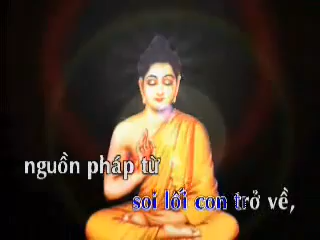 nguồn pháp từ
soi lối con trở về,